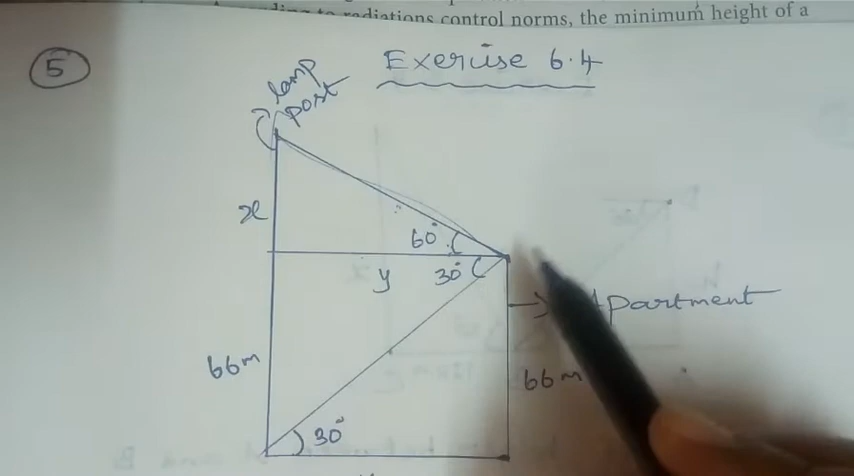 to radiations control norms, the minimum height of a
5
Exercise 6.4
lamp
post
x
60°
y
30°
Apartment
66m
66m
30°